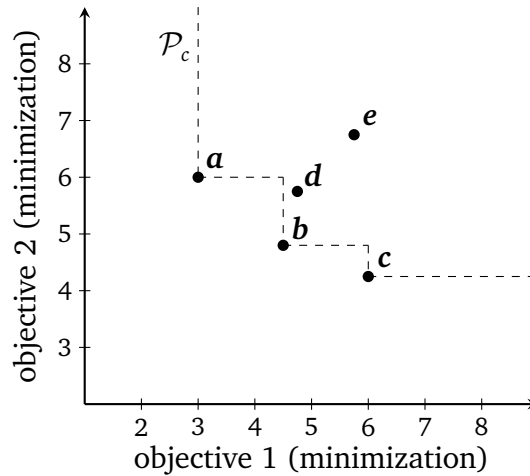 8
7
6
5
4
3
objective 2 (minimization)
𝒫c
a
b
c
d
e
2 3 4 5 6 7 8
objective 1 (minimization)